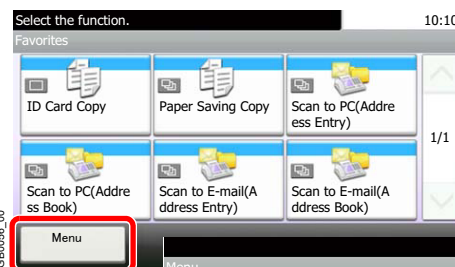 Select the function.
10:10
Favorites
ID Card Copy
Paper Saving Copy
Scan to PC(Addre
ess Entry)
1/1
Scan to PC(Addre
ss Book)
Scan to E-mail(A
ddress Entry)
Scan to E-mail(A
ddress Book)
Menu
Menu